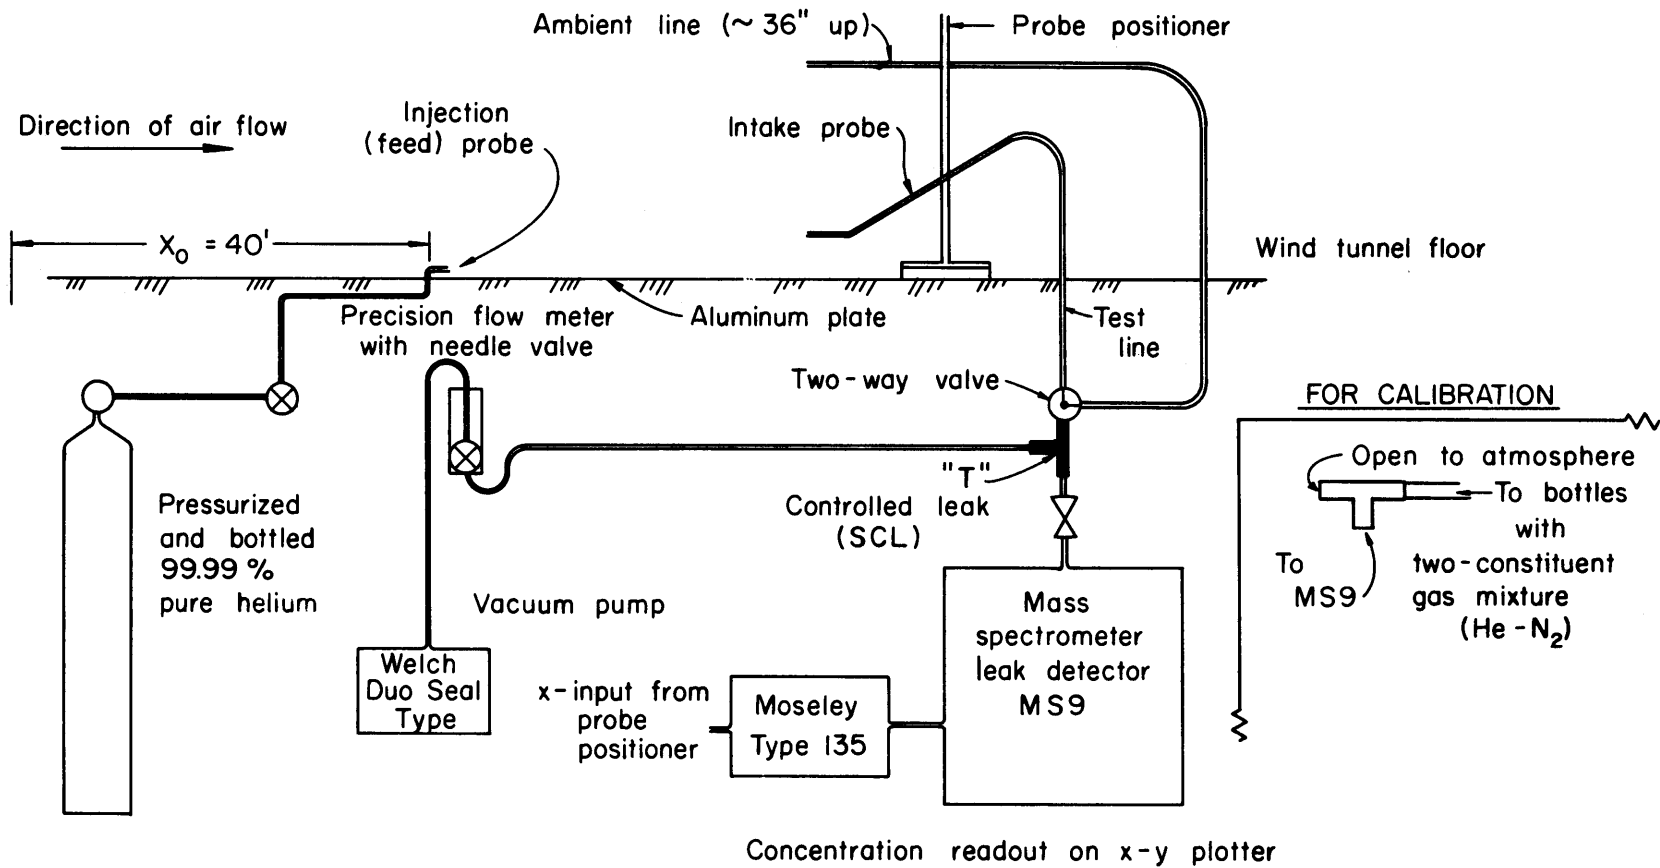 Ambient line (~ 36" up)
Probe positioner
Direction of air flow
Injection
(feed) probe
Intake probe
X₀ = 40'
Wind tunnel floor
Precision flow meter
with needle valve
Aluminum plate
Test
line
Two-way valve
"T"
Controlled leak
(SCL)
Pressurized
and bottled
99.99 %
pure helium
Vacuum pump
Welch
Duo Seal
Type
x-input from
probe
positioner
Moseley
Type 135
Mass
spectrometer
leak detector
MS9
FOR CALIBRATION
Open to atmosphere
To bottles
with
two-constituent
gas mixture
(He-N₂)
To
MS9
Concentration readout on x-y plotter